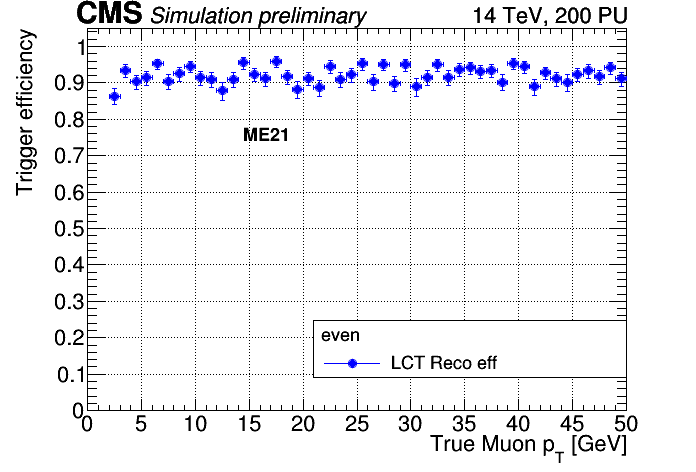 CMS Simulation preliminary 14 TeV, 200 PU
Trigger efficiency
1
0.9
0.8
0.7
0.6
0.5
0.4
0.3
0.2
0.1
0
ME21
even
LCT Reco eff
0 5 10 15 20 25 30 35 40 45 50
True Muon pT [GeV]